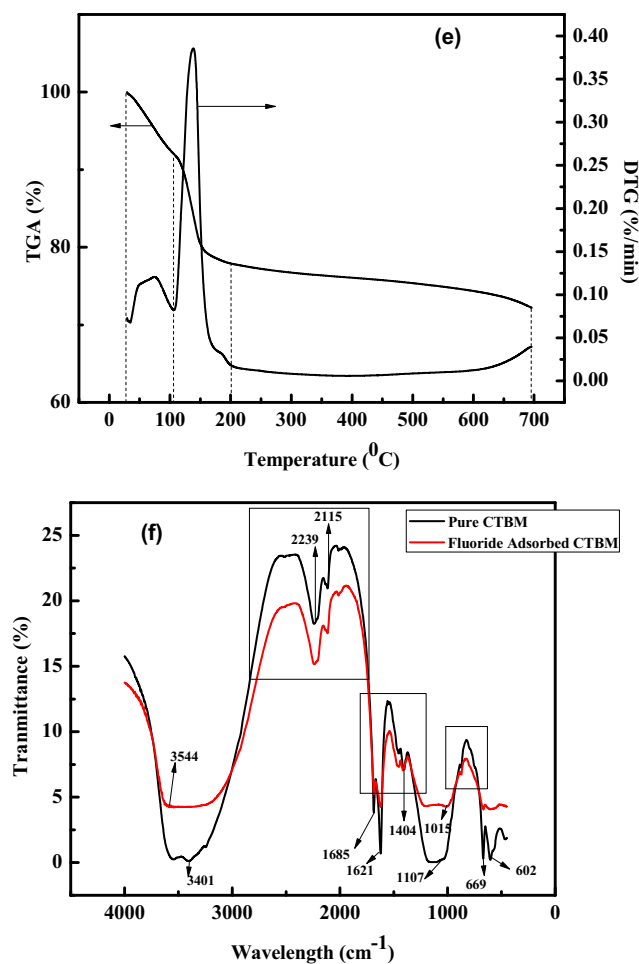 (e)
100
80
60
TGA (%)
0.40
0.35
0.30
0.25
0.20
0.15
0.10
0.05
0.00
DTG (%/min)
0 100 200 300 400 500 600 700
Temperature (⁰C)
(f)
2115
2239
Pure CTBM
Fluoride Adsorbed CTBM
25
20
15
10
5
0
Tranmittance (%)
3544
3401
1685
1621
1404
1107
1015
669
602
4000 3000 2000 1000 0
Wavelength (cm⁻¹)